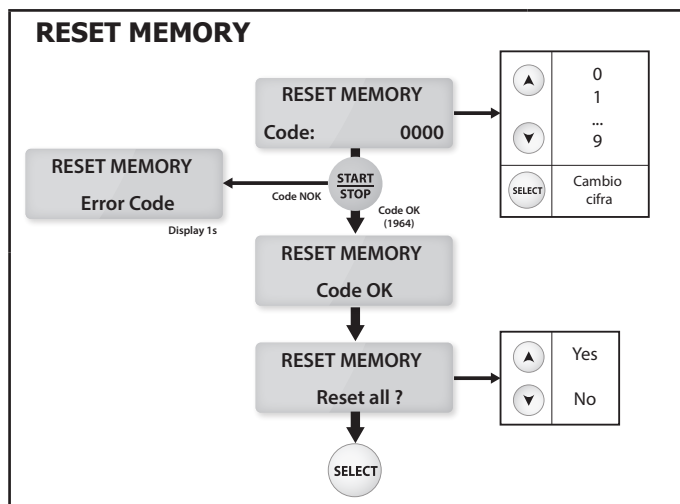 RESET MEMORY
RESET MEMORY
Code: 0000
0
1
...
9
SELECT
Cambio
cifra
START
STOP
Code NOK
Code OK
(1964)
RESET MEMORY
Error Code
Display 1s
RESET MEMORY
Code OK
RESET MEMORY
Reset all ?
Yes
No
SELECT